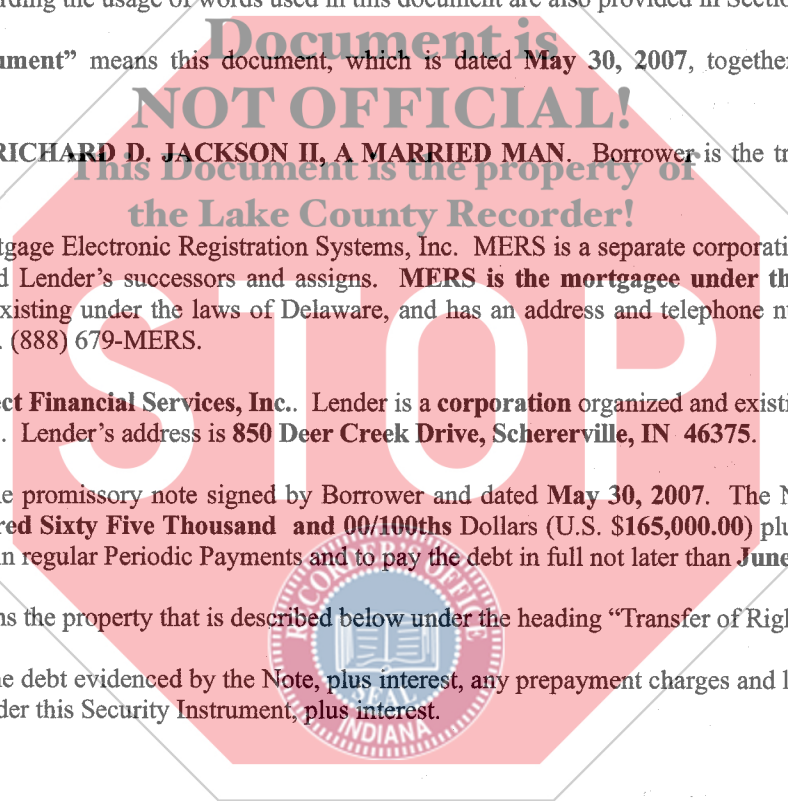 rding the usage of words used in this document are also provided in Section
Document is
ument” means this document, which is dated May 30, 2007, together
NOT OFFICIAL!
RICHARD D. JACKSON II, A MARRIED MAN. Borrower is the tr
This Document is the property of
the Lake County Recorder!
tgage Electronic Registration Systems, Inc. MERS is a separate corporati
d Lender’s successors and assigns. MERS is the mortgagee under th
xisting under the laws of Delaware, and has an address and telephone n
. (888) 679-MERS.
STOP
ct Financial Services, Inc.. Lender is a corporation organized and existi
. Lender’s address is 850 Deer Creek Drive, Schererville, IN 46375.
e promissory note signed by Borrower and dated May 30, 2007. The N
red Sixty Five Thousand and 00/100ths Dollars (U.S. $165,000.00) plu
in regular Periodic Payments and to pay the debt in full not later than June
ns the property that is described below under the heading “Transfer of Righ
he debt evidenced by the Note, plus interest, any prepayment charges and l
der this Security Instrument, plus interest.
RECORDER'S OFFICE
SEAL
INDIANA